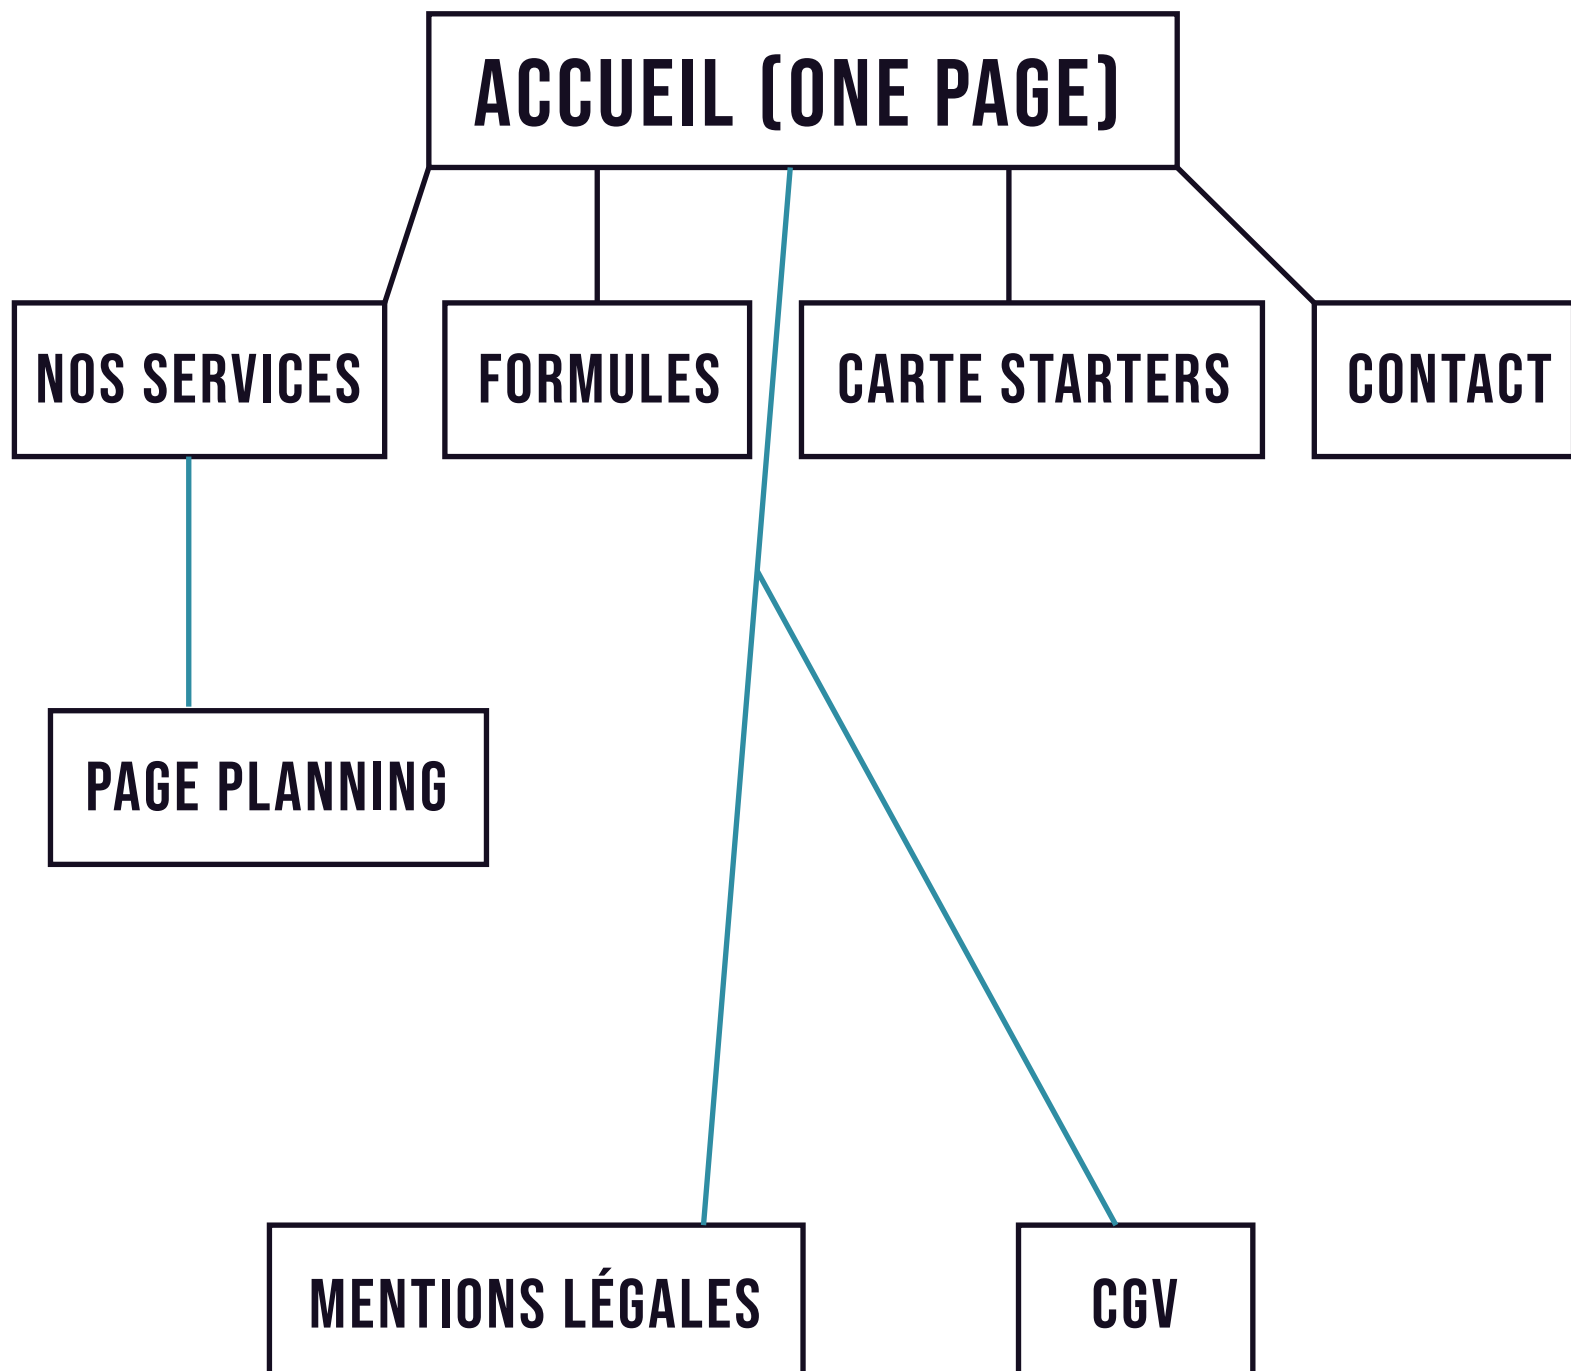 ACCUEIL (ONE PAGE)
NOS SERVICES
FORMULES
CARTE STARTERS
CONTACT
PAGE PLANNING
MENTIONS LÉGALES
CGV